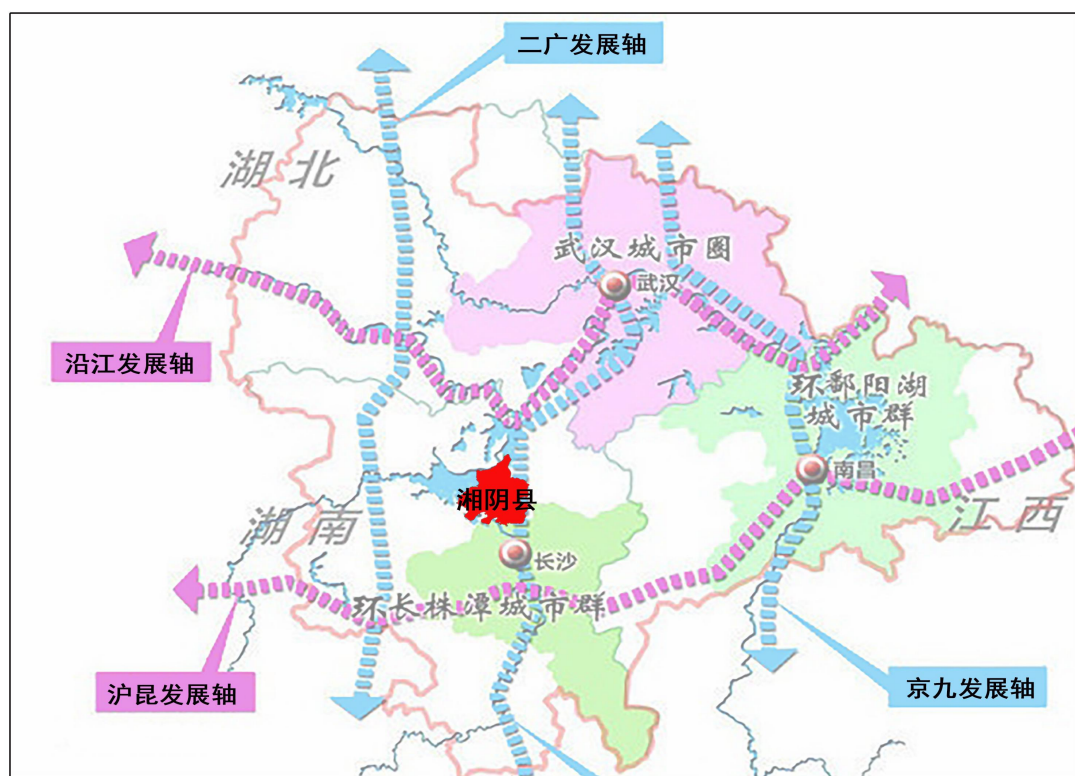 二广发展轴
湖北
武汉城市圈
武汉
沿江发展轴
环鄱阳湖
城市群
南昌
湘阴县
湖南
江西
长沙
环长株潭城市群
沪昆发展轴
京九发展轴